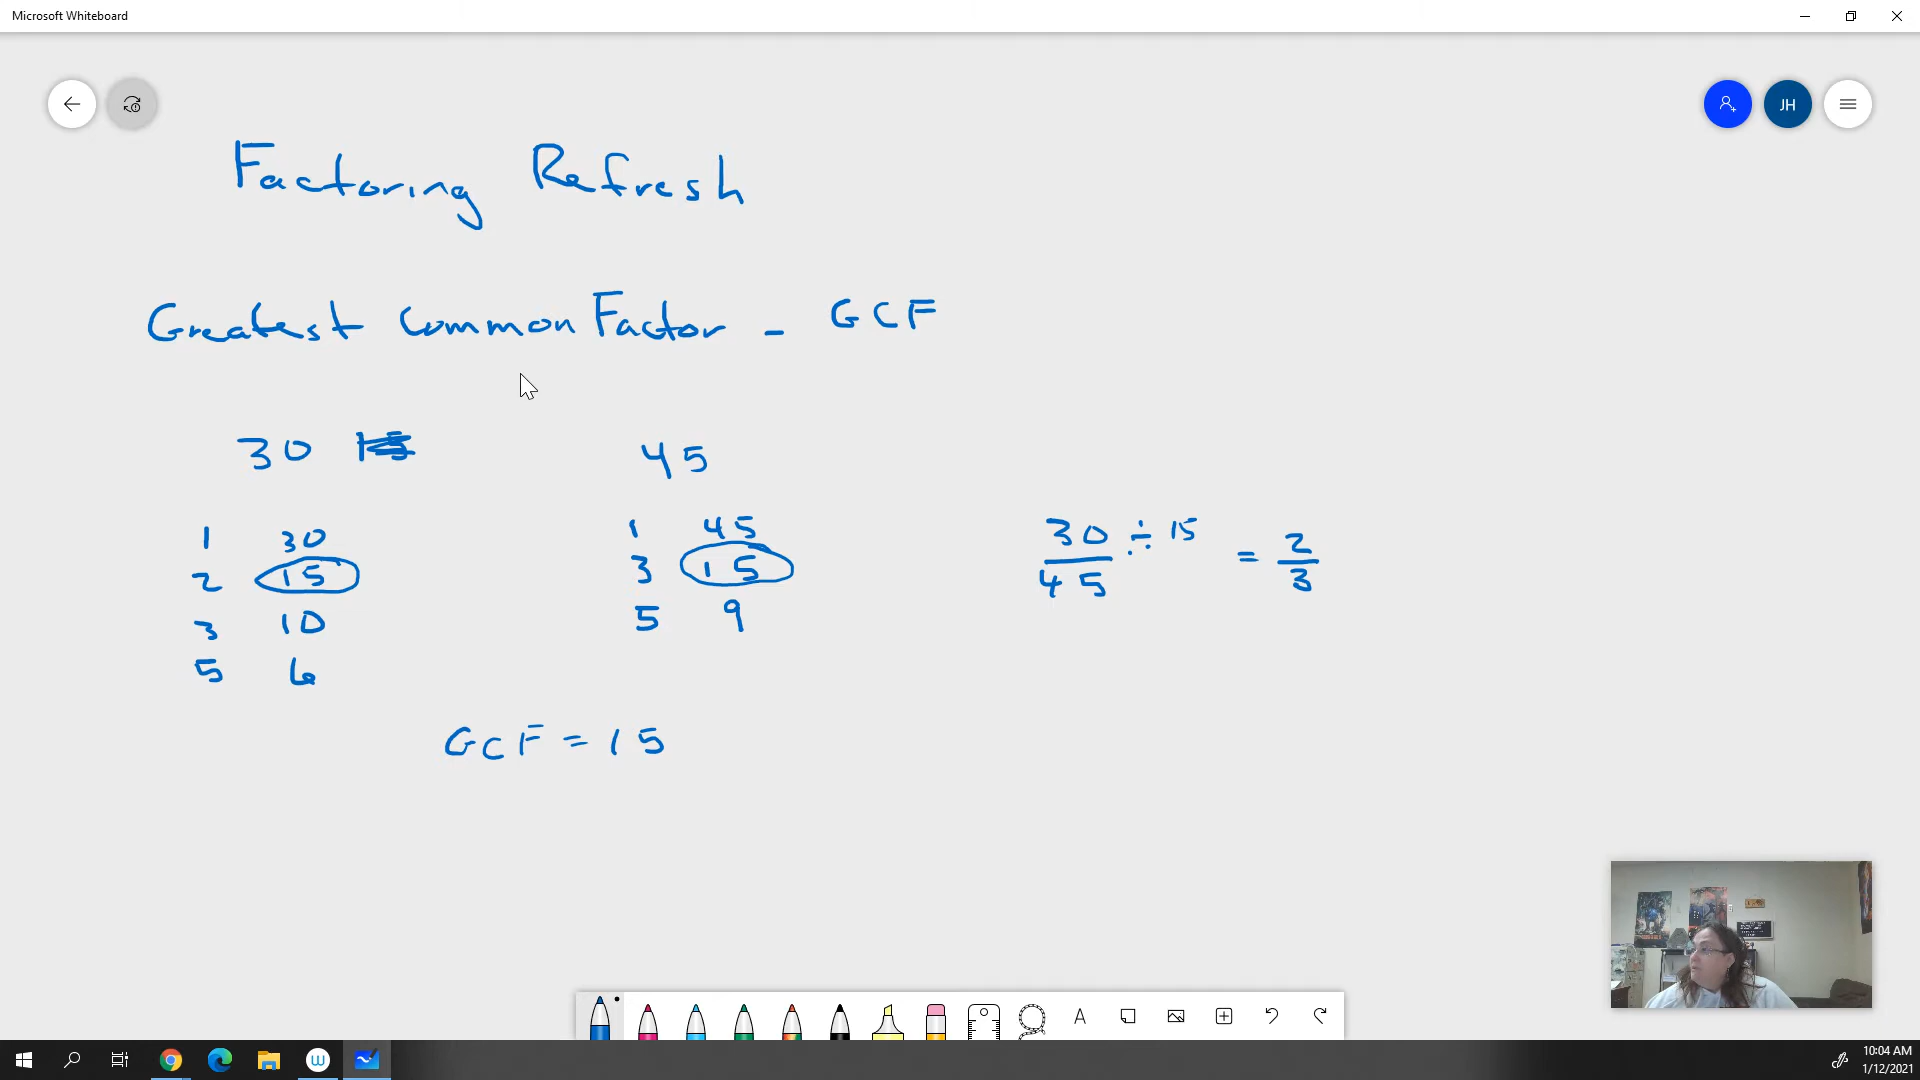 Microsoft Whiteboard
JH
Factoring Refresh
Greatest Common Factor - GCF
30 15
45
1 30
2 15
3 10
5 6
1 45
3 15
5 9
30 ÷ 15
45
= 2
3
GCF = 15
A
10:04 AM
1/12/2021